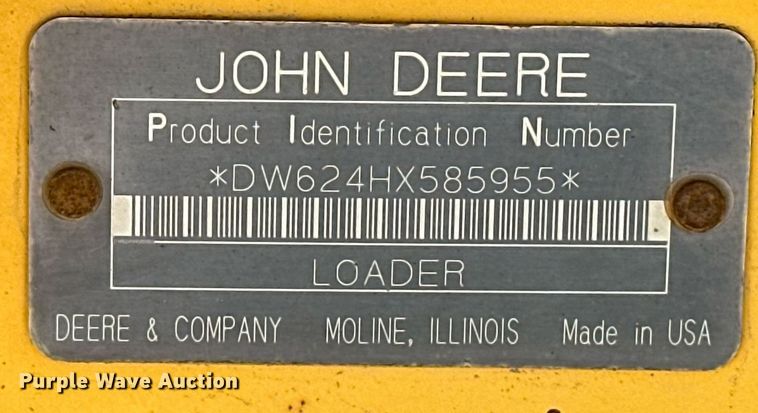 JOHN DEERE
Product Identification Number
*DW624HX585955*
LOADER
DEERE & COMPANY MOLINE, ILLINOIS Made in USA
Purple Wave Auction